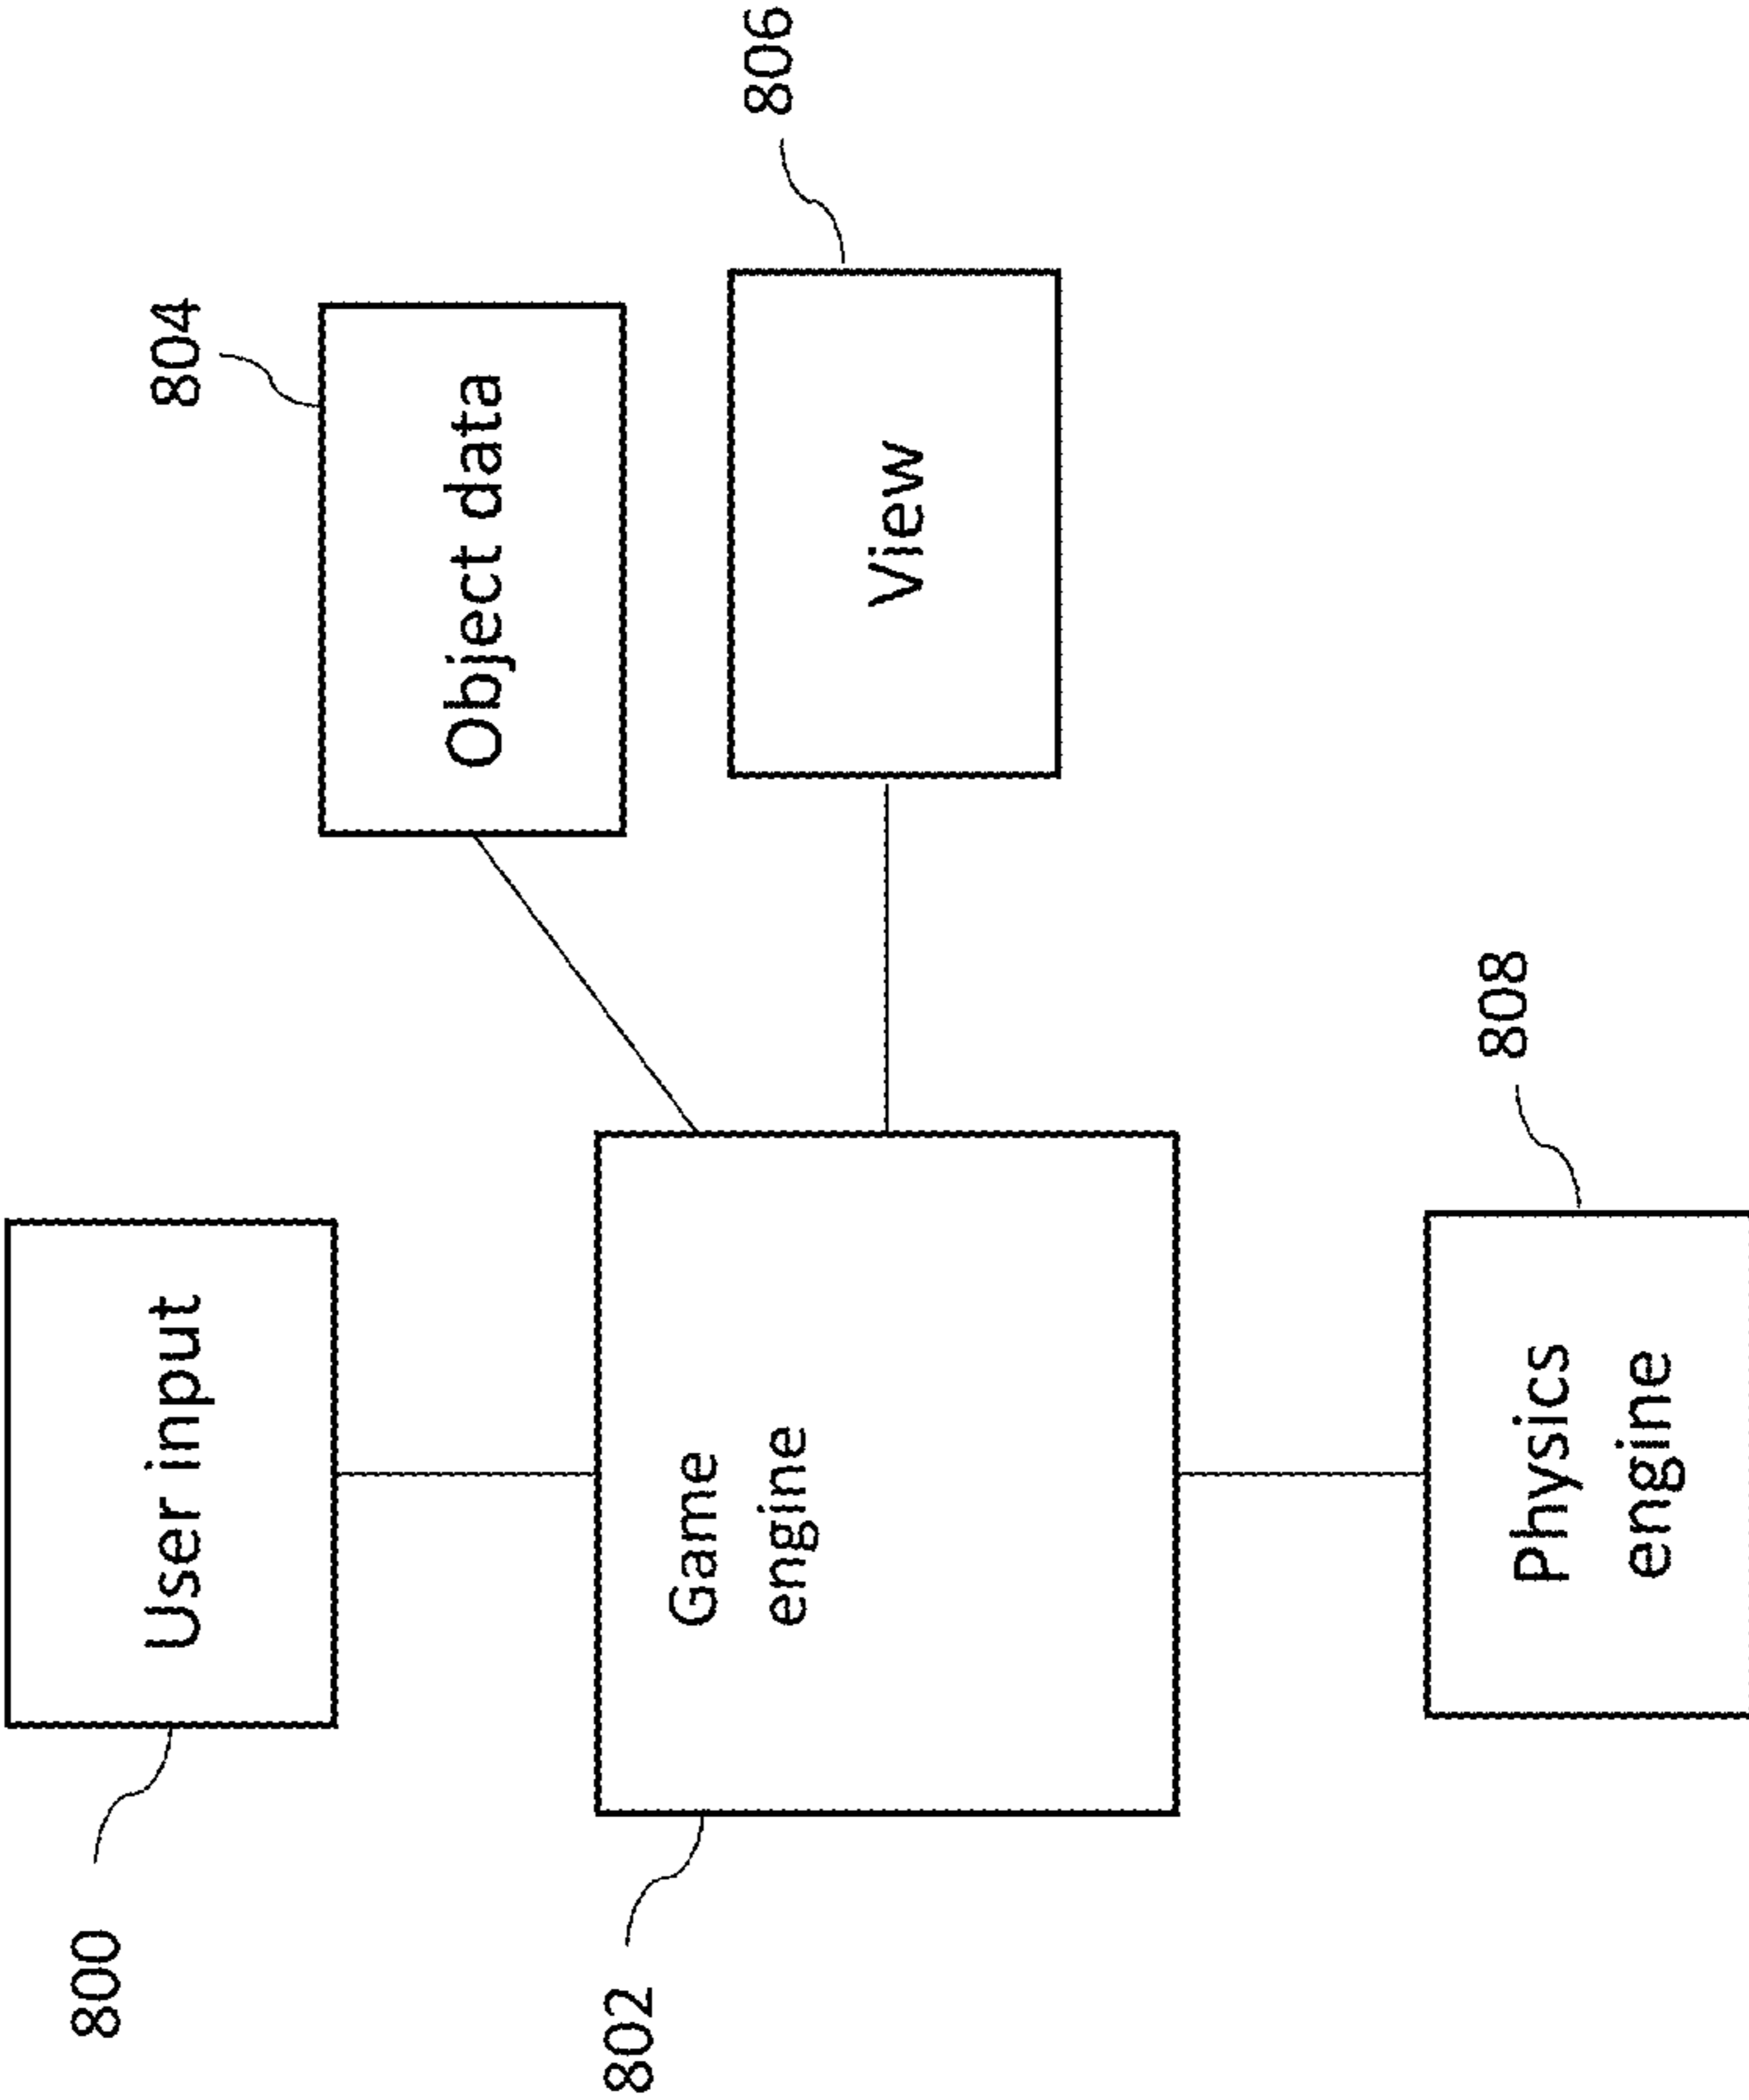 800
User input
804
Object data
802
Game
engine
806
View
808
Physics
engine